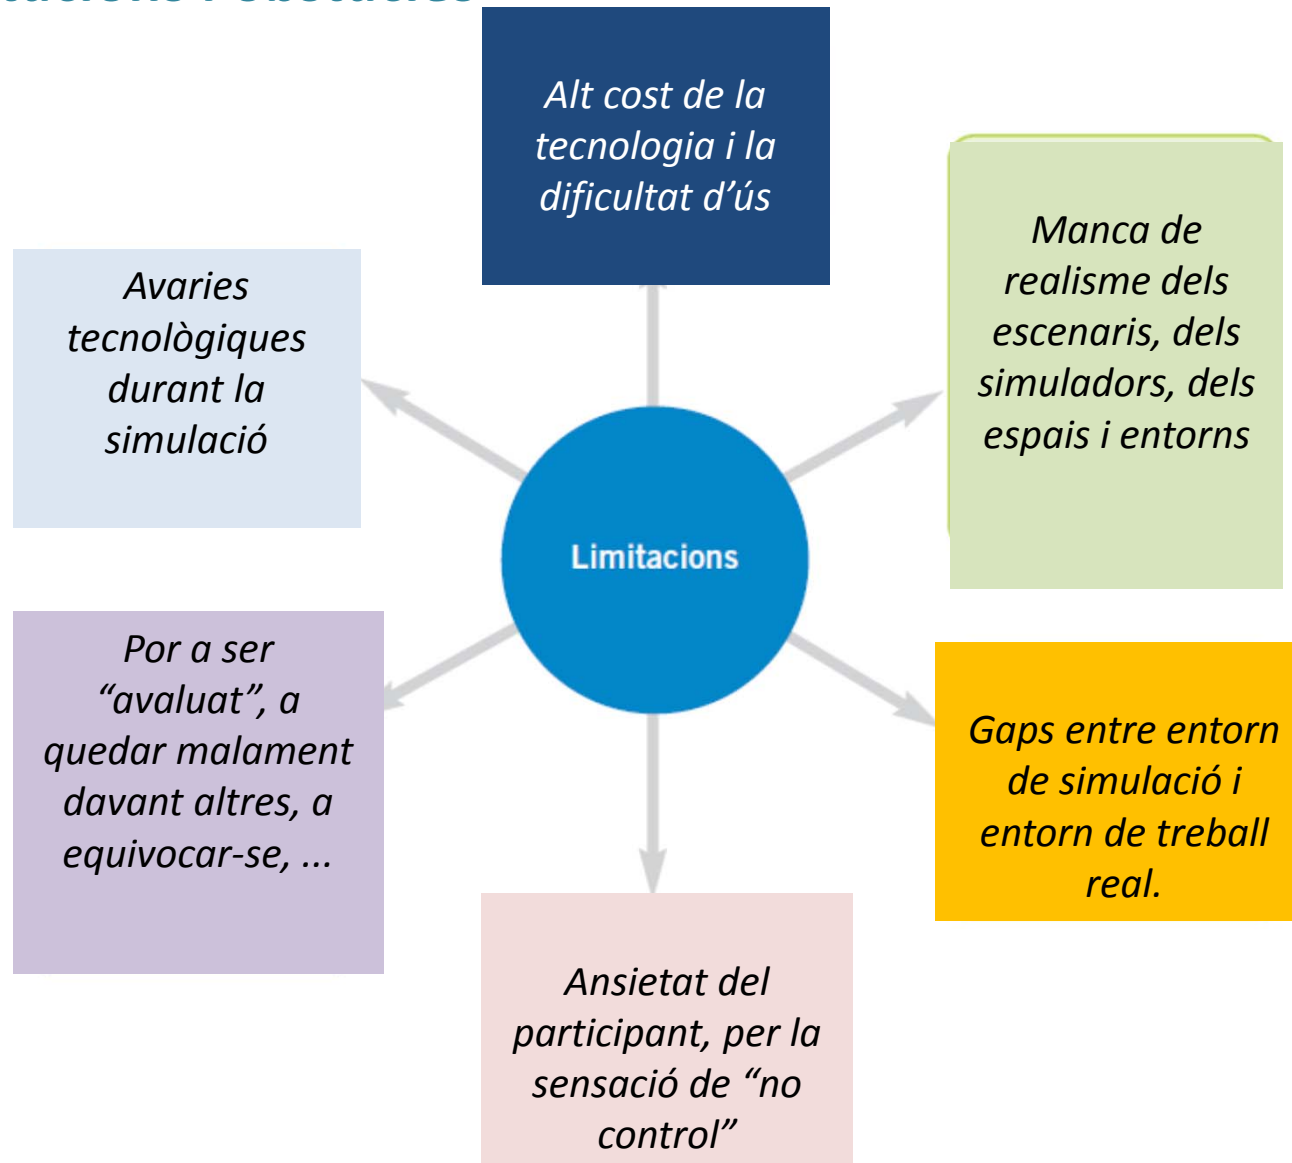 Alt cost de la
tecnologia i la
dificultat d’ús
Manca de
realisme dels
escenaris, dels
simuladors, dels
espais i entorns
Avaries
tecnològiques
durant la
simulació
Limitacions
Por a ser
“avaluat”, a
quedar malament
davant altres, a
equivocar-se, ...
Gaps entre entorn
de simulació i
entorn de treball
real.
Ansietat del
participant, per la
sensació de “no
control”